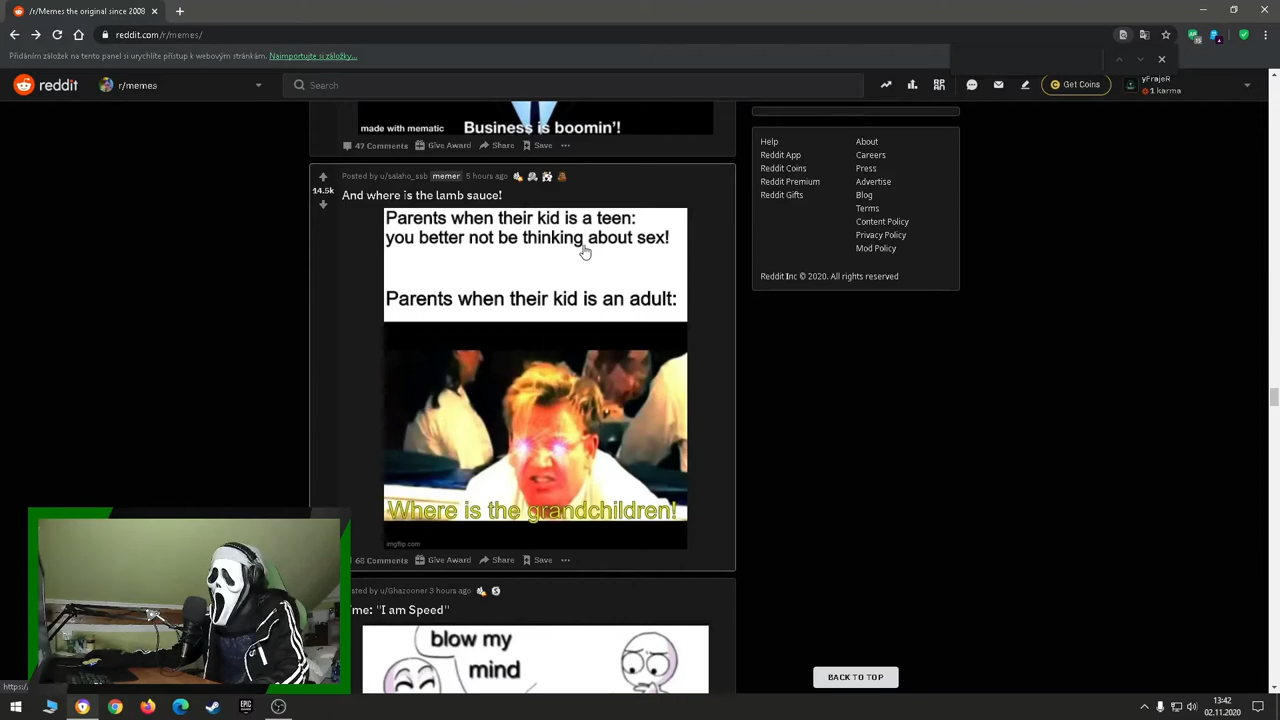 /r/Memes the original since 2008
reddit.com/r/memes/
Přidáním záložek na tento panel si urychlíte přístup k webovým stránkám. Naimportujte si záložky...
reddit
r/memes
Search
Get Coins
yFrajeR
1 karma
made with mematic
Business is boomin'!
47 Comments
Give Award
Share
Save
Help
About
Reddit App
Careers
Reddit Coins
Press
Reddit Premium
Advertise
Reddit Gifts
Blog
Terms
Content Policy
Privacy Policy
Mod Policy
Reddit Inc © 2020. All rights reserved
14.5k
Posted by u/salaho_ssb memer 5 hours ago
And where is the lamb sauce!
Parents when their kid is a teen:
you better not be thinking about sex!
Parents when their kid is an adult:
Where is the grandchildren!
imgflip.com
68 Comments
Give Award
Share
Save
osted by u/Ghazooner 3 hours ago
me: "I am Speed"
blow my
mind
BACK TO TOP
https:/
EPIC
13:42
02.11.2020